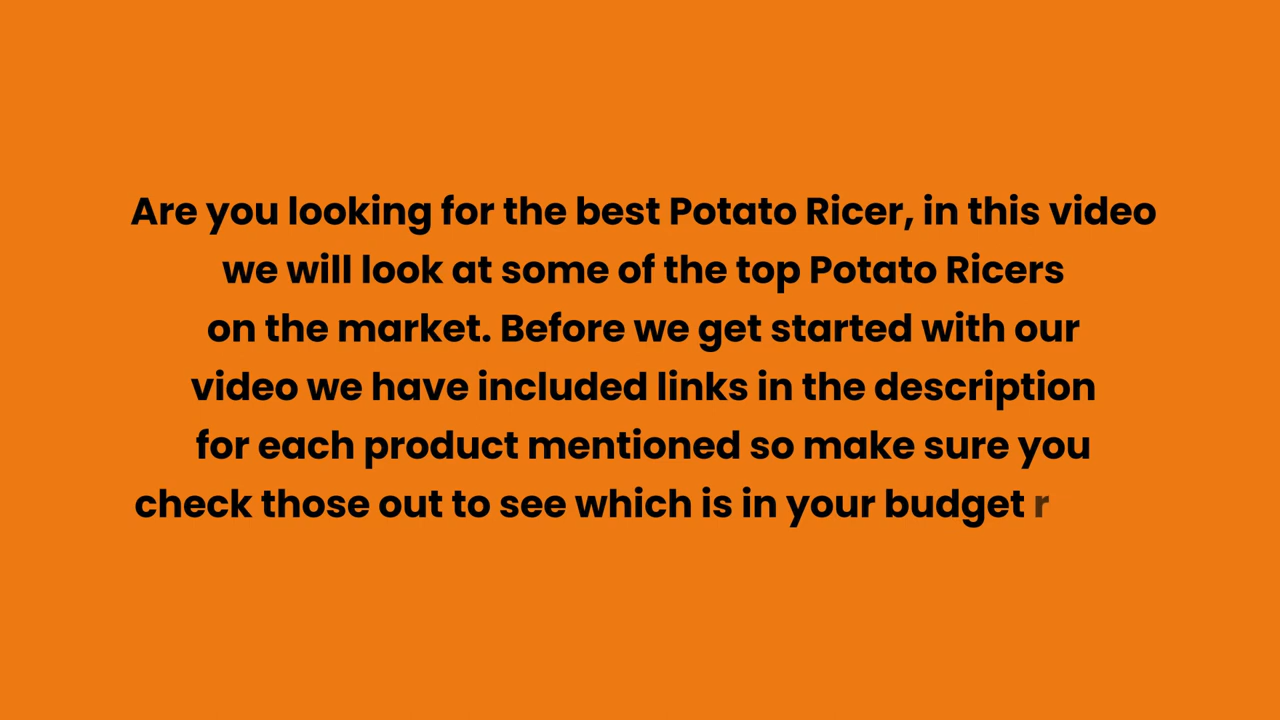 Are you looking for the best Potato Ricer, in this video
we will look at some of the top Potato Ricers
on the market. Before we get started with our
video we have included links in the description
for each product mentioned so make sure you
check those out to see which is in your budget r